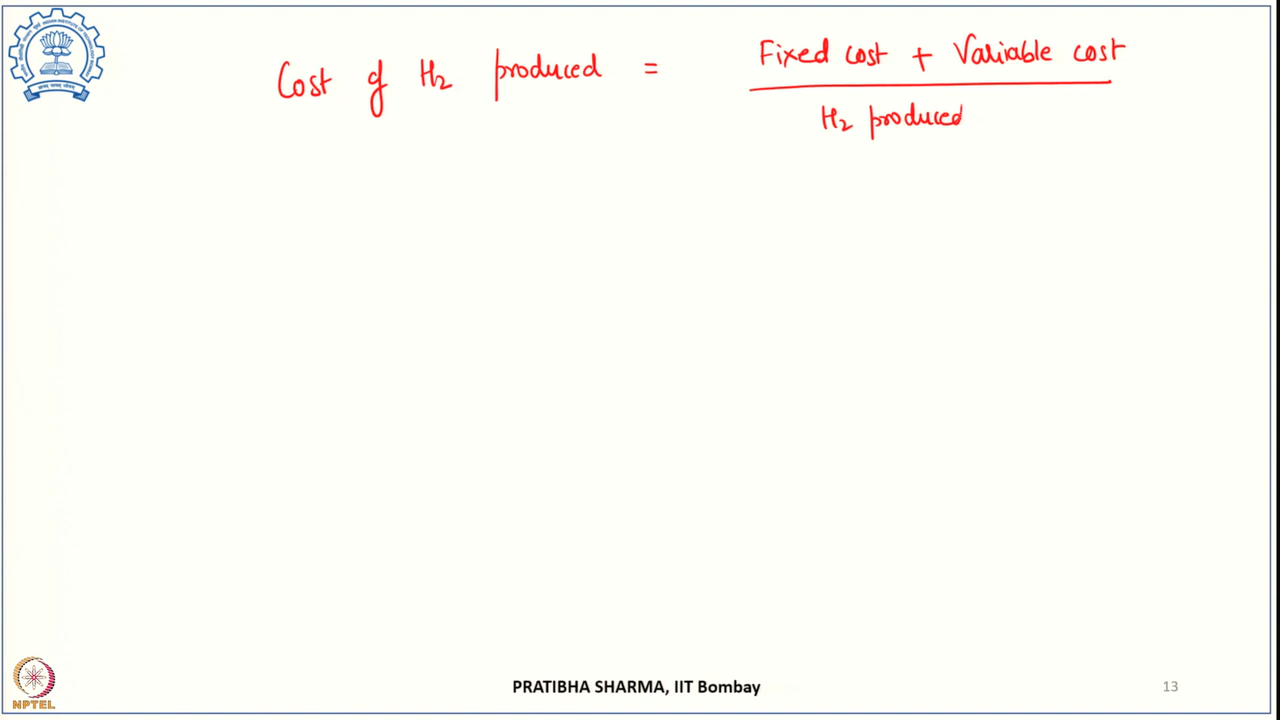 Cost of H2 produced = Fixed cost + Variable cost
H2 produced
NPTEL
PRATIBHA SHARMA, IIT Bombay
13